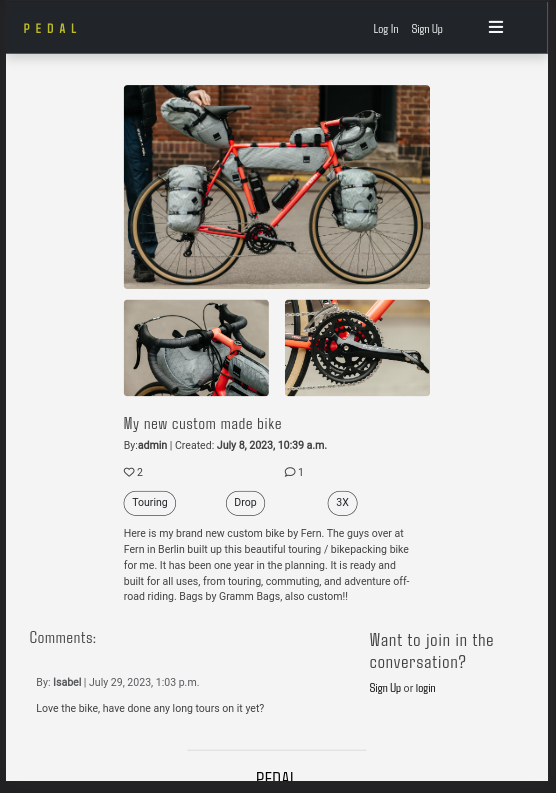 PEDAL
Log In Sign Up
My new custom made bike
By:admin | Created: July 8, 2023, 10:39 a.m.
2 1
Touring Drop 3X
Here is my brand new custom bike by Fern. The guys over at
Fern in Berlin built up this beautiful touring / bikepacking bike
for me. It has been one year in the planning. It is ready and
built for all uses, from touring, commuting, and adventure off-
road riding. Bags by Gramm Bags, also custom!!
Comments:
By: Isabel | July 29, 2023, 1:03 p.m.
Love the bike, have done any long tours on it yet?
Want to join in the
conversation?
Sign Up or login
PEDAL